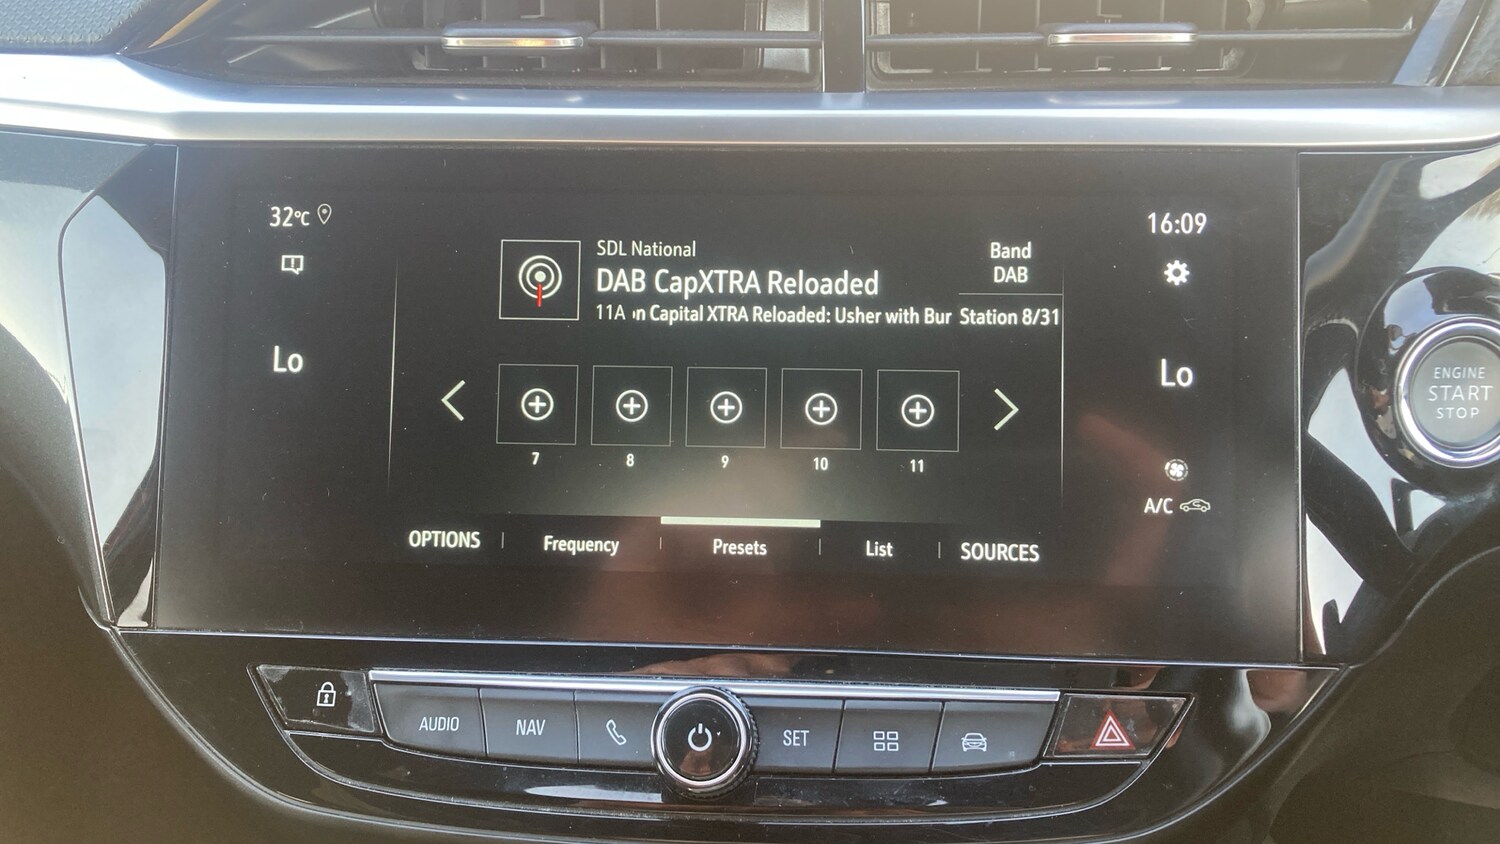 32°C
16:09
SDL National
DAB CapXTRA Reloaded
11A n Capital XTRA Reloaded: Usher with Bur
Band
DAB
Station 8/31
Lo
Lo
7 8 9 10 11
A/C
OPTIONS Frequency Presets List SOURCES
ENGINE
START
STOP
AUDIO NAV SET